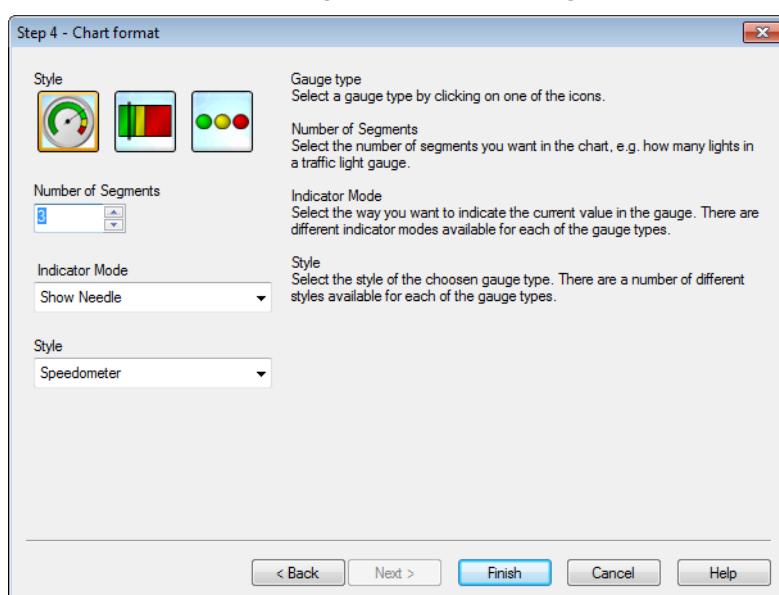 Step 4 - Chart format
Style
Number of Segments
3
Indicator Mode
Show Needle
Style
Speedometer
Gauge type
Select a gauge type by clicking on one of the icons.
Number of Segments
Select the number of segments you want in the chart, e.g. how many lights in
a traffic light gauge.
Indicator Mode
Select the way you want to indicate the current value in the gauge. There are
different indicator modes available for each of the gauge types.
Style
Select the style of the choosen gauge type. There are a number of different
styles available for each of the gauge types.
< Back
Next >
Finish
Cancel
Help